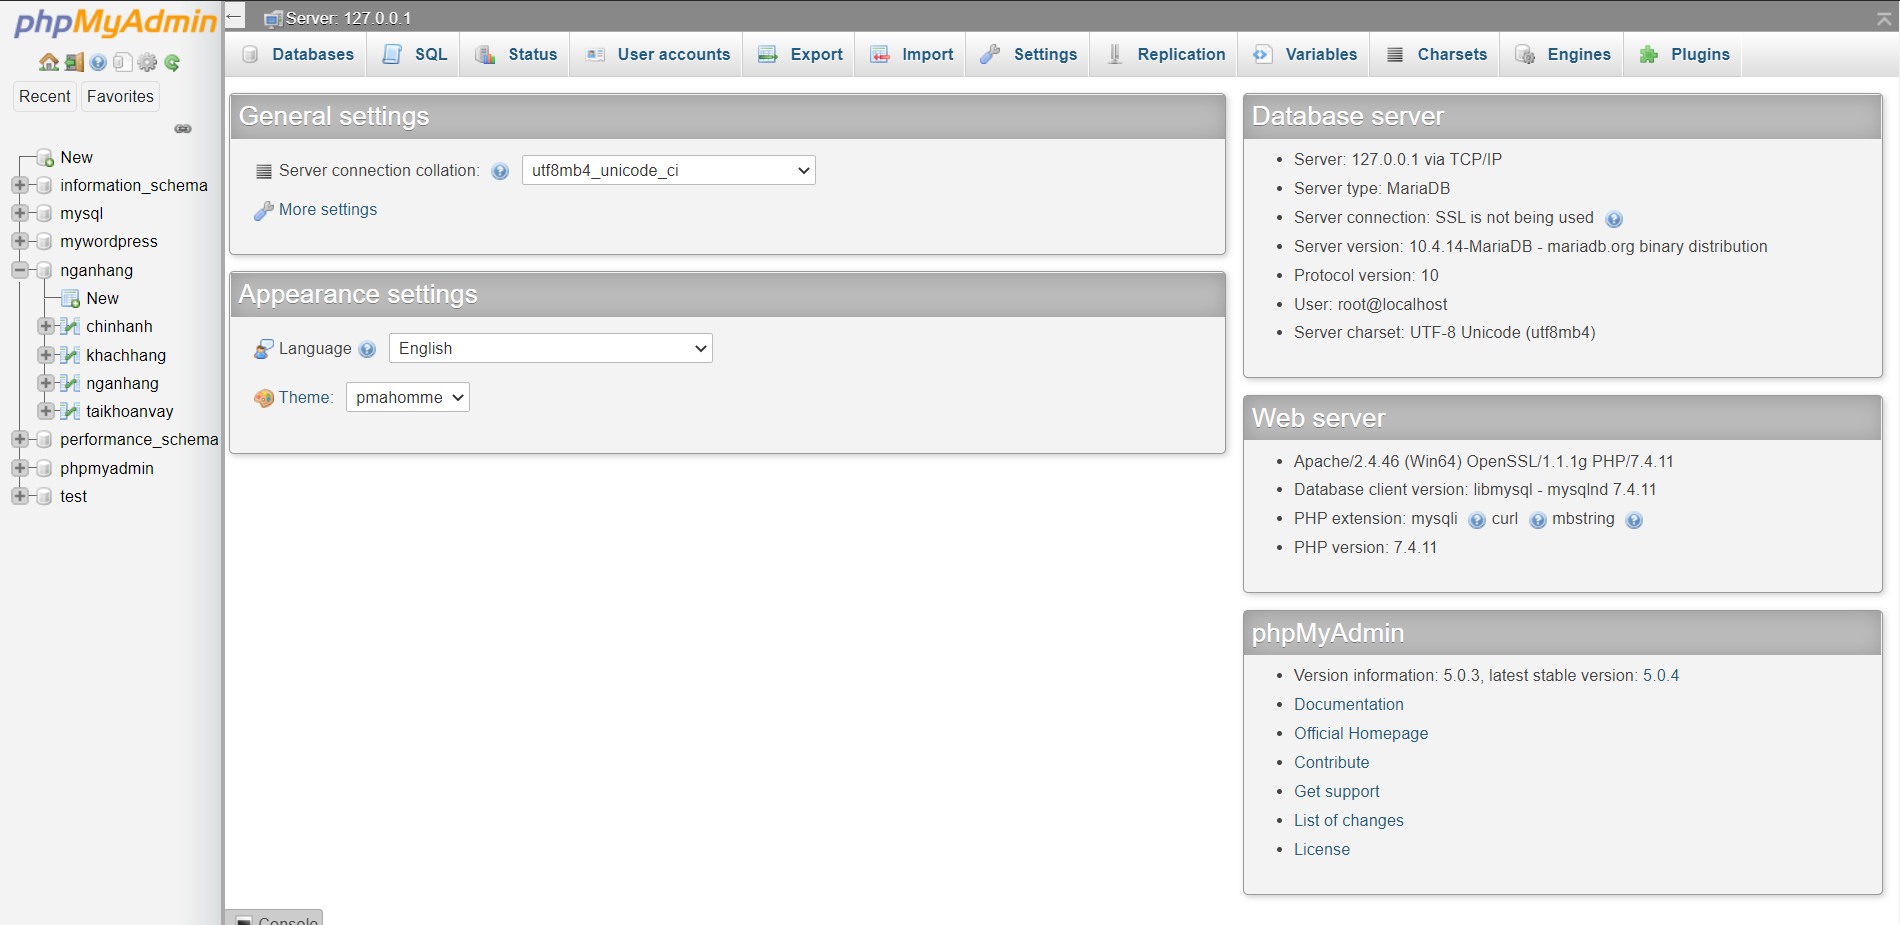 phpMyAdmin
Recent Favorites
New
information_schema
mysql
mywordpress
nganhang
New
chinhanh
khachhang
nganhang
taikhoanvay
performance_schema
phpmyadmin
test
← Server: 127.0.0.1
Databases SQL Status User accounts Export Import Settings Replication Variables Charsets Engines Plugins
General settings
Server connection collation: utf8mb4_unicode_ci
More settings
Appearance settings
Language English
Theme: pmahomme
Database server
• Server: 127.0.0.1 via TCP/IP
• Server type: MariaDB
• Server connection: SSL is not being used
• Server version: 10.4.14-MariaDB - mariadb.org binary distribution
• Protocol version: 10
• User: root@localhost
• Server charset: UTF-8 Unicode (utf8mb4)
Web server
• Apache/2.4.46 (Win64) OpenSSL/1.1.1g PHP/7.4.11
• Database client version: libmysql - mysqlnd 7.4.11
• PHP extension: mysqli curl mbstring
• PHP version: 7.4.11
phpMyAdmin
• Version information: 5.0.3, latest stable version: 5.0.4
• Documentation
• Official Homepage
• Contribute
• Get support
• List of changes
• License
Console